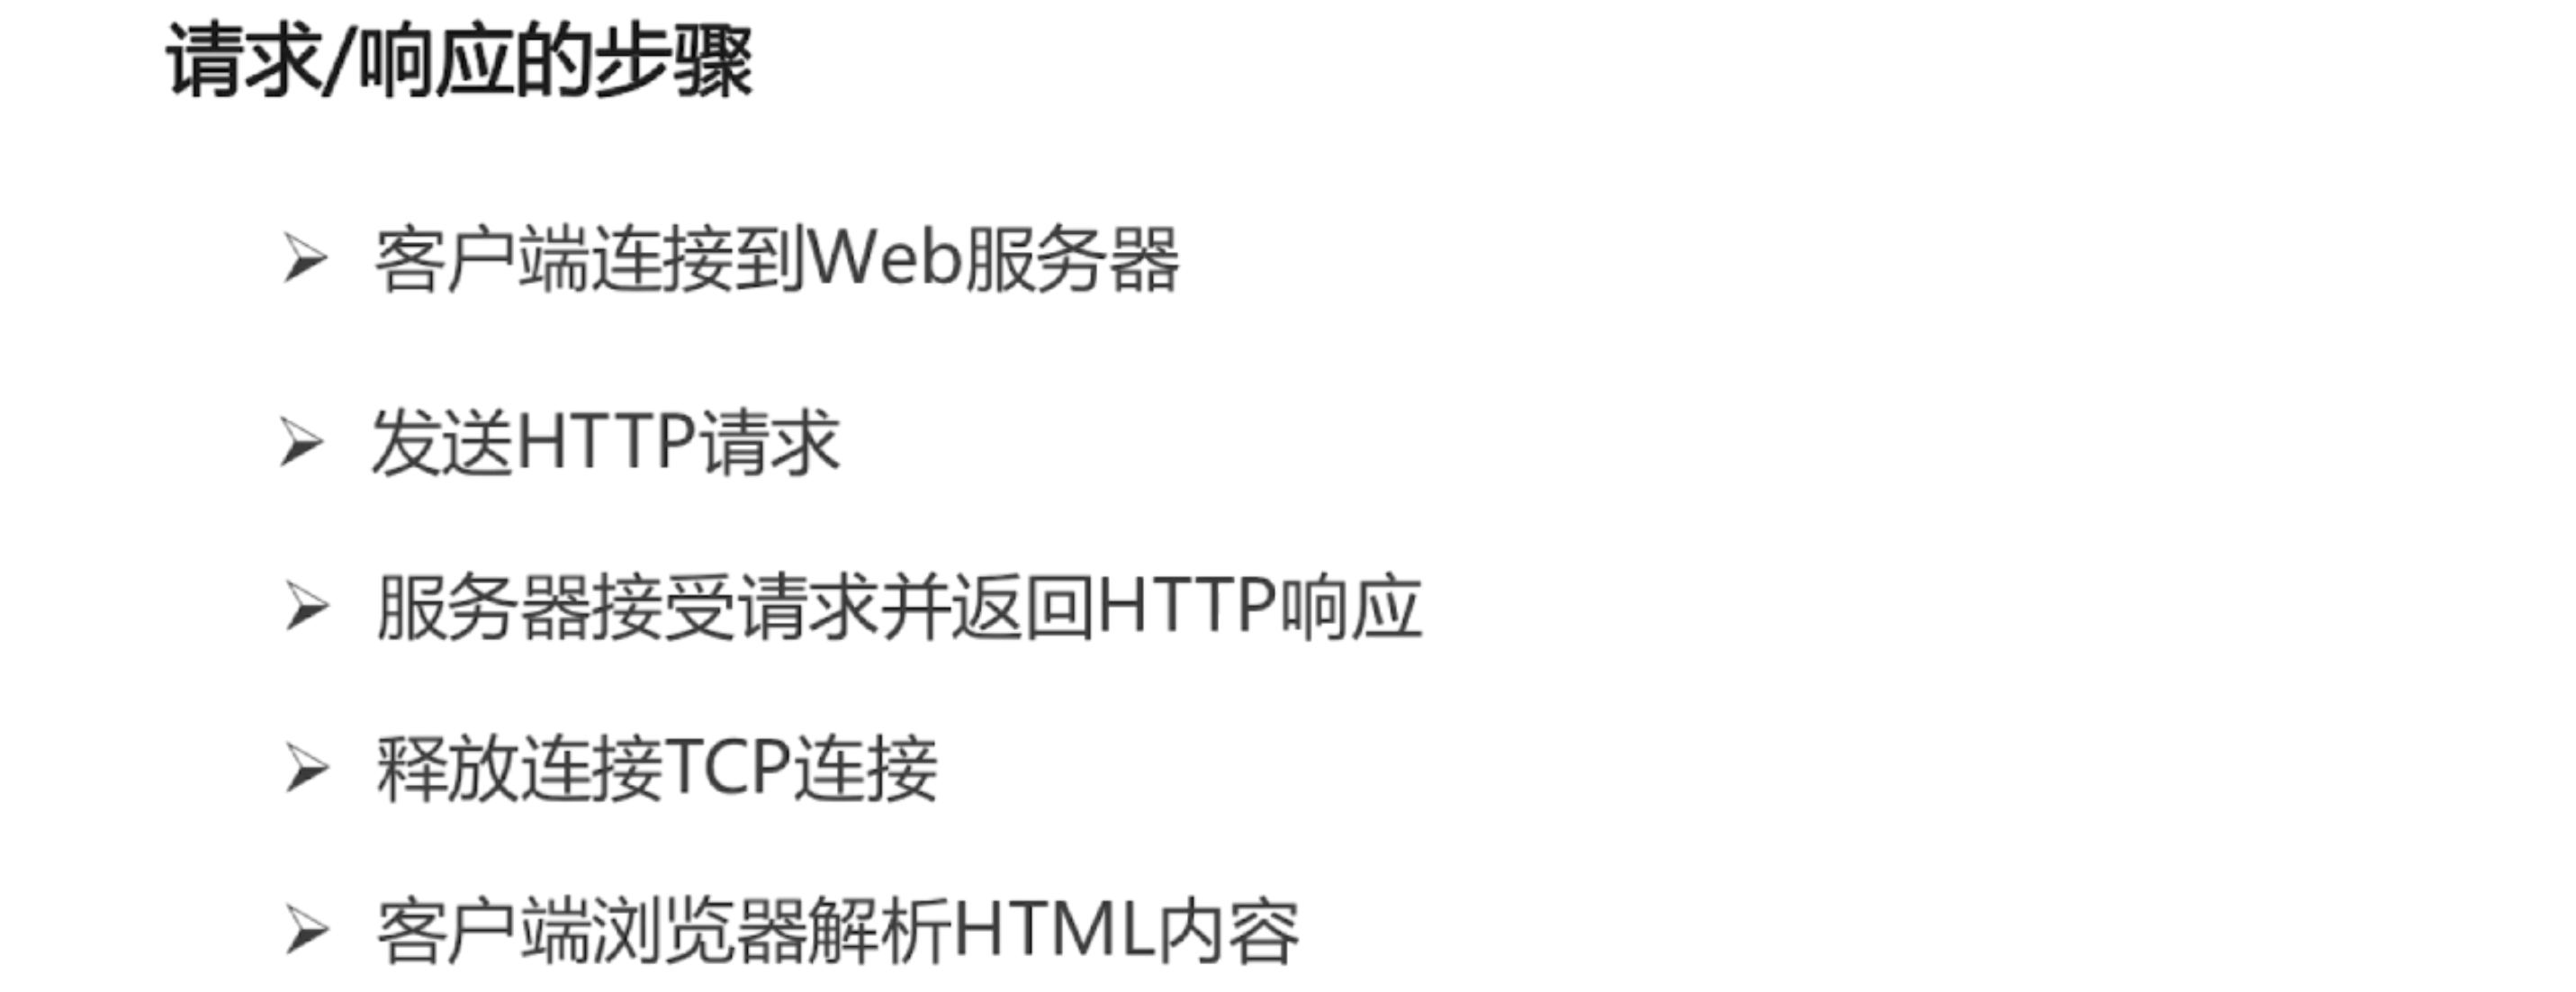 请求/响应的步骤
➢ 客户端连接到Web服务器
➢ 发送HTTP请求
➢ 服务器接受请求并返回HTTP响应
➢ 释放连接TCP连接
➢ 客户端浏览器解析HTML内容